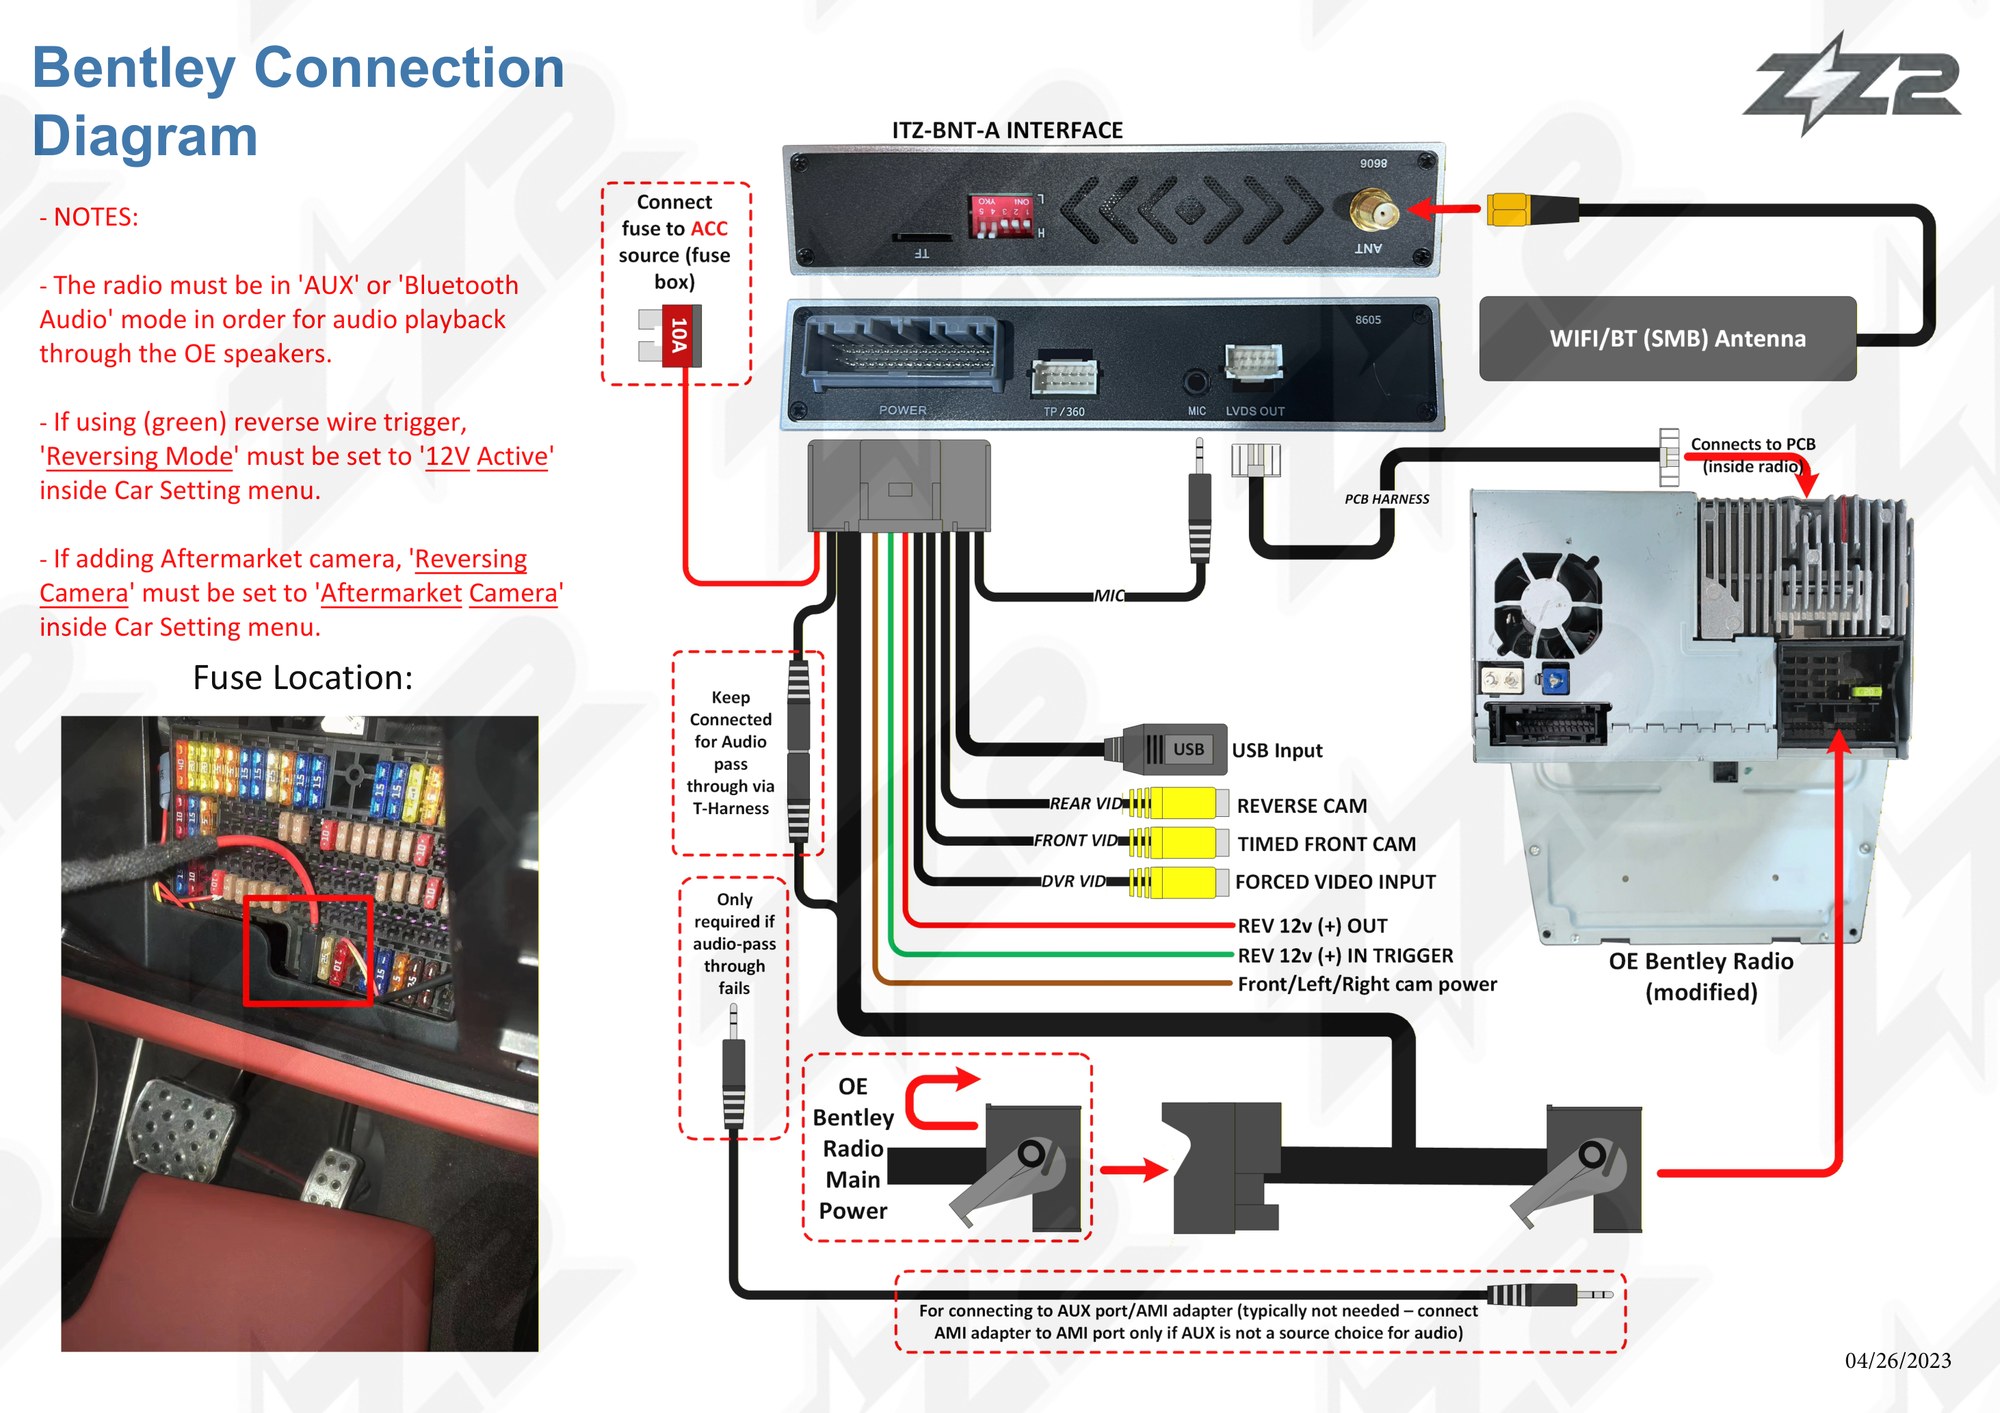 Bentley Connection
Diagram
ZZ2
- NOTES:
- The radio must be in 'AUX' or 'Bluetooth
Audio' mode in order for audio playback
through the OE speakers.
- If using (green) reverse wire trigger,
'Reversing Mode' must be set to '12V Active'
inside Car Setting menu.
- If adding Aftermarket camera, 'Reversing
Camera' must be set to 'Aftermarket Camera'
inside Car Setting menu.
Fuse Location:
ITZ-BNT-A INTERFACE
8606
L
H
TF
ANT
Connect
fuse to ACC
source (fuse
box)
10A
WIFI/BT (SMB) Antenna
8605
POWER
TP/360
MIC
LVDS OUT
Connects to PCB
(inside radio)
PCB HARNESS
MIC
Keep
Connected
for Audio
pass
through via
T-Harness
USB
USB Input
REAR VID
REVERSE CAM
FRONT VID
TIMED FRONT CAM
DVR VID
FORCED VIDEO INPUT
REV 12v (+) OUT
REV 12v (+) IN TRIGGER
Front/Left/Right cam power
Only
required if
audio-pass
through
fails
OE Bentley Radio
(modified)
OE
Bentley
Radio
Main
Power
For connecting to AUX port/AMI adapter (typically not needed – connect
AMI adapter to AMI port only if AUX is not a source choice for audio)
04/26/2023